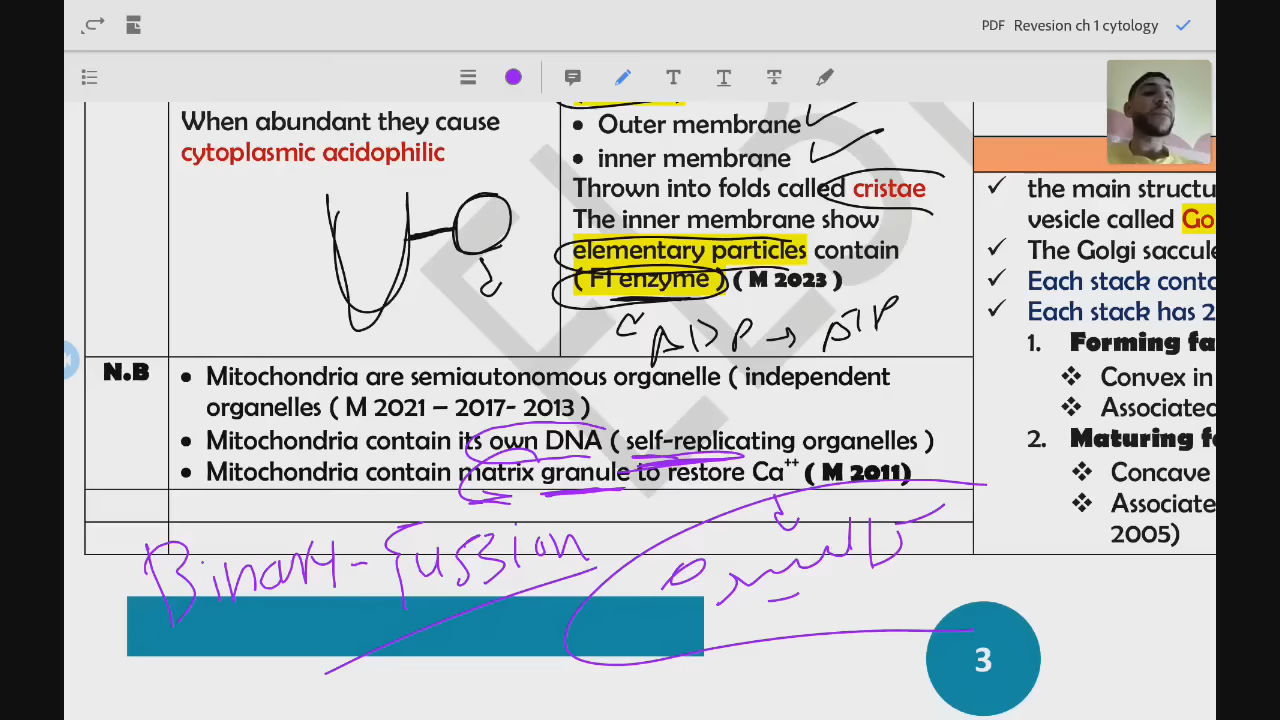 PDF Revesion ch 1 cytology
When abundant they cause
cytoplasmic acidophilic
• Outer membrane
• inner membrane
Thrown into folds called cristae
The inner membrane show
elementary particles contain
( F1 enzyme ) ( M 2023 )
ADP → ATP
N.B
• Mitochondria are semiautonomous organelle ( independent
organelles ( M 2021 – 2017- 2013 )
• Mitochondria contain its own DNA ( self-replicating organelles )
• Mitochondria contain matrix granule to restore Ca++ ( M 2011)
Binary-fussion
✓ the main structu
vesicle called Go
✓ The Golgi saccule
✓ Each stack conta
✓ Each stack has 2
1. Forming fa
❖ Convex in
❖ Associated
2. Maturing fa
❖ Concave
❖ Associate
2005)
3